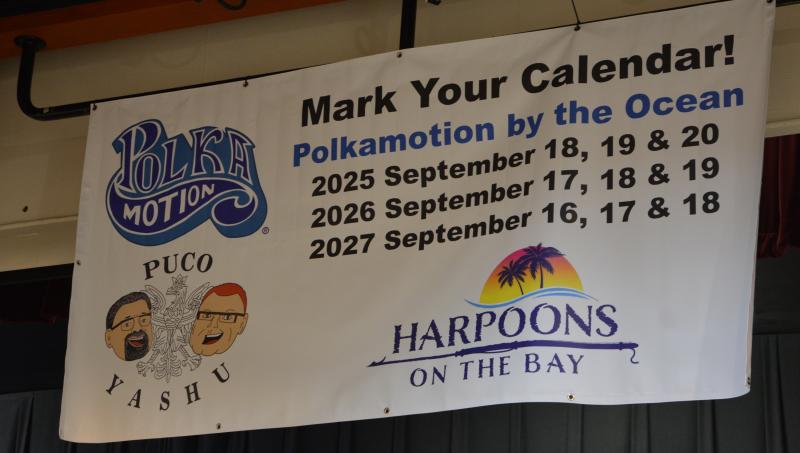 Mark Your Calendar!
Polkamotion by the Ocean
2025 September 18, 19 & 20
2026 September 17, 18 & 19
2027 September 16, 17 & 18
POLKA
MOTION
®
PUCO
YASHU
HARPOONS
ON THE BAY